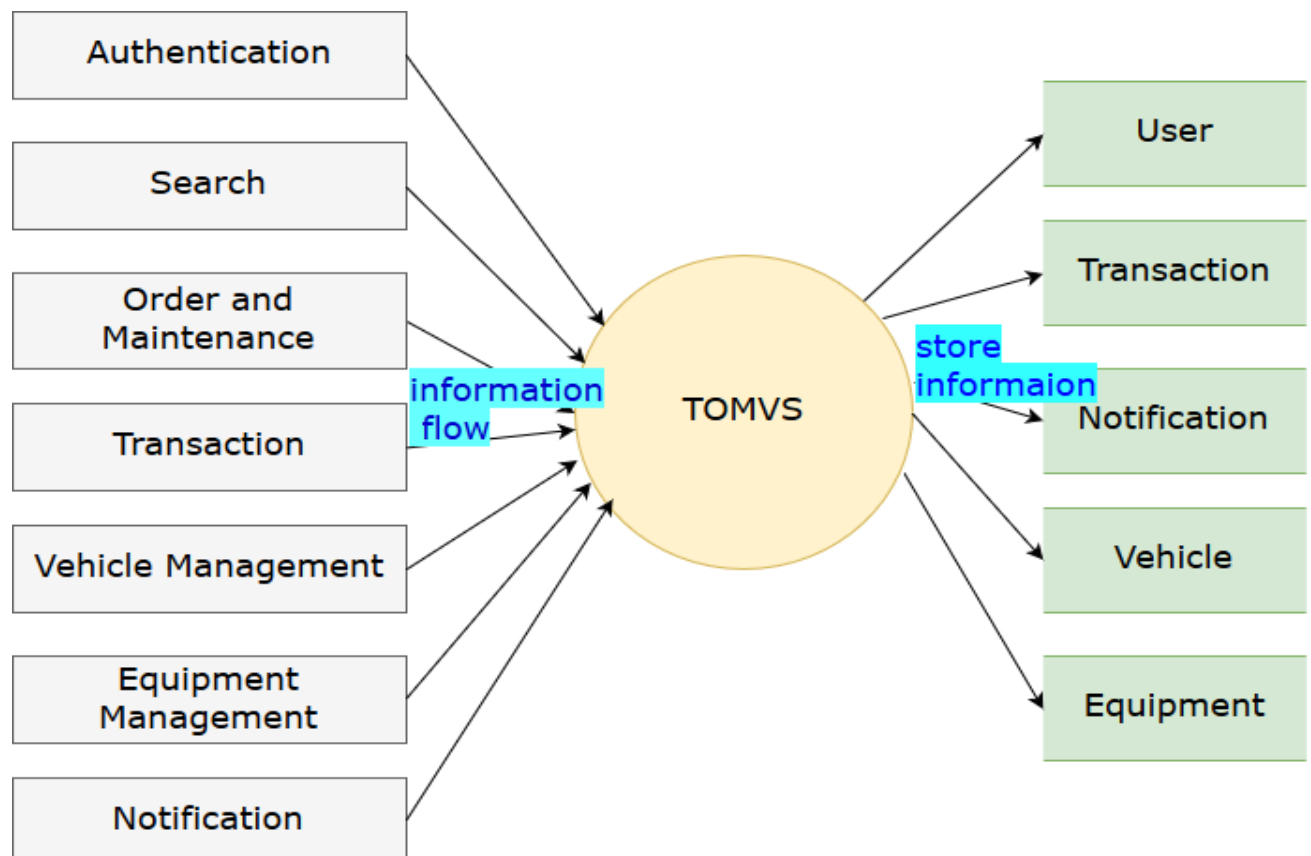 Authentication
Search
Order and
Maintenance
Transaction
Vehicle Management
Equipment
Management
Notification
information
flow
TOMVS
store
informaion
User
Transaction
Notification
Vehicle
Equipment